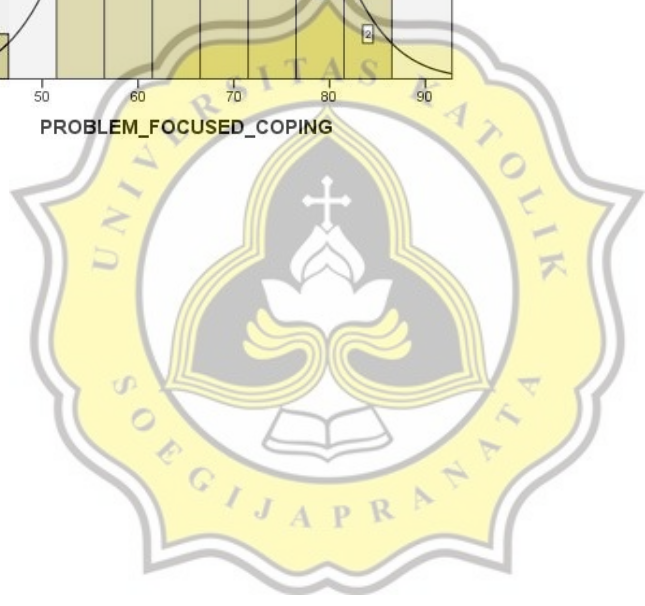 2
50 60 70 80 90
PROBLEM_FOCUSED_COPING
UNIVERSITAS KATOLIK
SOEGIJAPRANATA